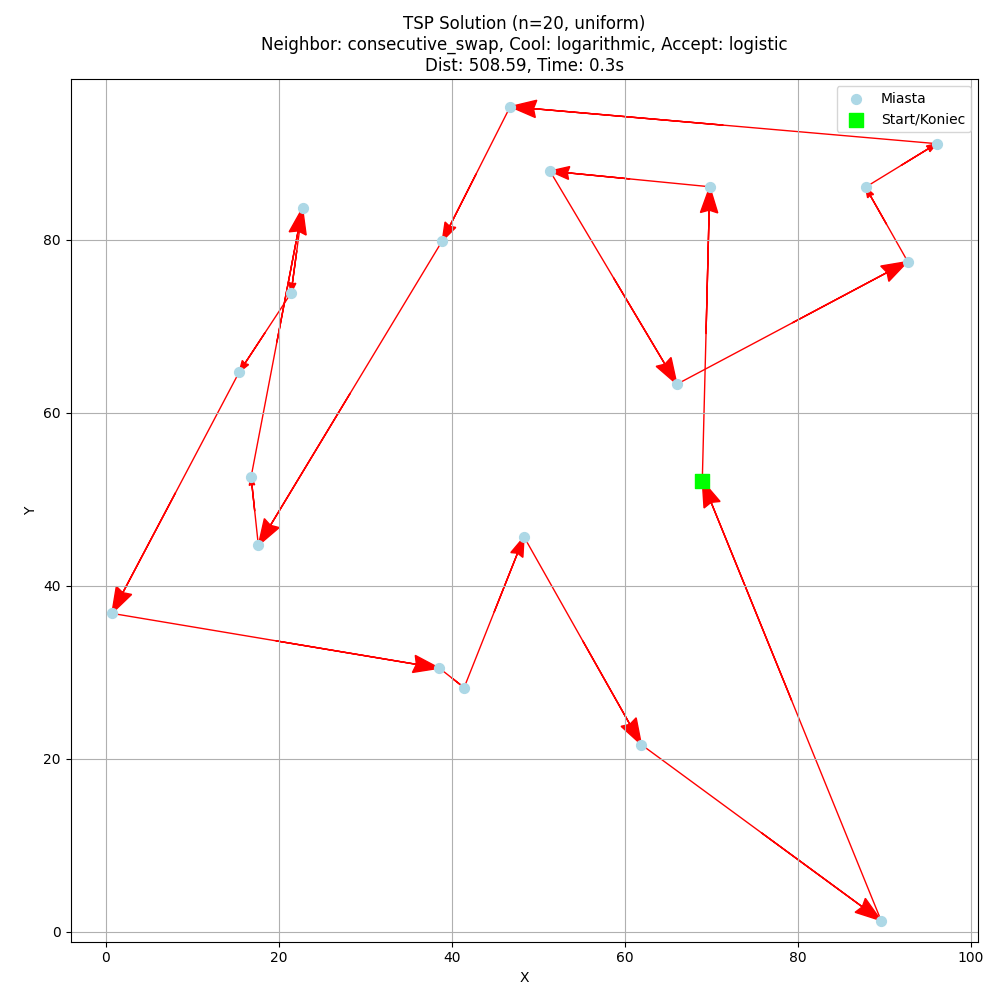 TSP Solution (n=20, uniform)
Neighbor: consecutive_swap, Cool: logarithmic, Accept: logistic
Dist: 508.59, Time: 0.3s
Miasta
Start/Koniec
80
60
40
20
0
Y
0 20 40 60 80 100
X